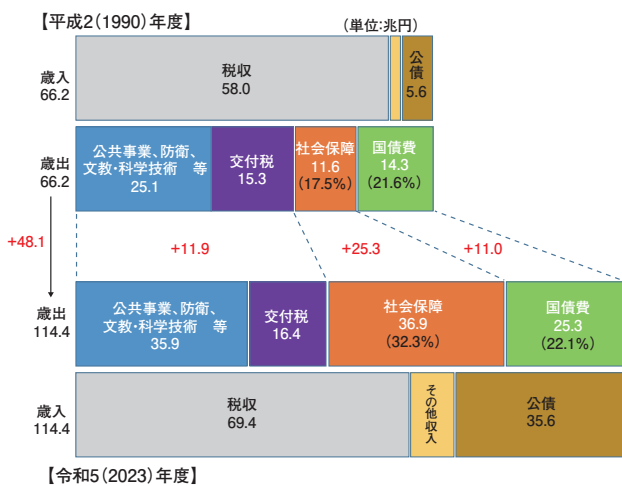 【平成2(1990)年度】
(単位:兆円)
歳入
66.2
税収
58.0
公債
5.6
歳出
66.2
公共事業、防衛、
文教・科学技術 等
25.1
交付税
15.3
社会保障
11.6
(17.5%)
国債費
14.3
(21.6%)
+48.1
+11.9
+25.3
+11.0
歳出
114.4
公共事業、防衛、
文教・科学技術 等
35.9
交付税
16.4
社会保障
36.9
(32.3%)
国債費
25.3
(22.1%)
歳入
114.4
税収
69.4
その他収入
公債
35.6
【令和5(2023)年度】